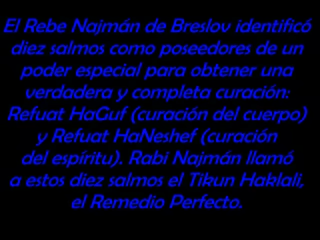 El Rebe Najmán de Breslov identificó
diez salmos como poseedores de un
poder especial para obtener una
verdadera y completa curación:
Refuat HaGuf (curación del cuerpo)
y Refuat HaNeshef (curación
del espíritu). Rabi Najmán llamó
a estos diez salmos el Tikun Haklali,
el Remedio Perfecto.